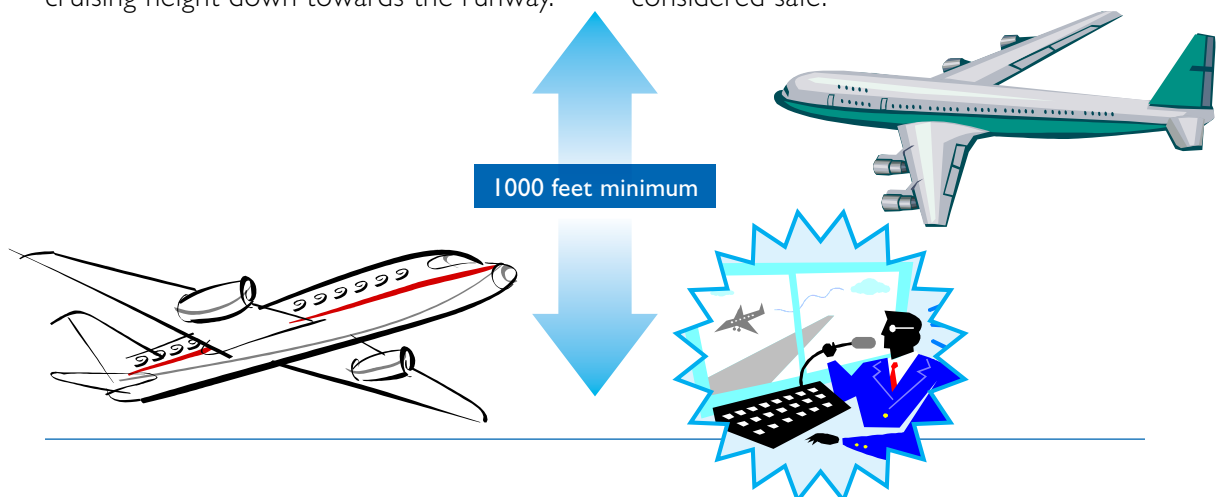 cruising height down towards the runway.
considered safe.
1000 feet minimum